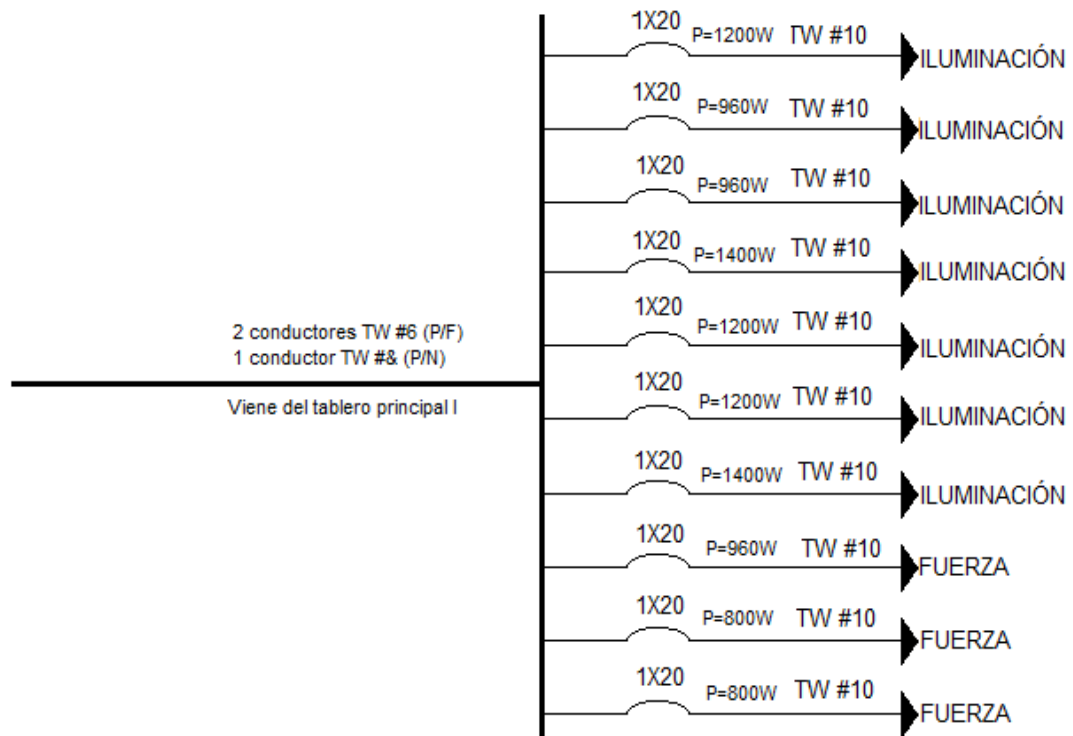 1X20 P=1200W TW #10 ILUMINACIÓN
1X20 P=960W TW #10 ILUMINACIÓN
1X20 P=960W TW #10 ILUMINACIÓN
1X20 P=1400W TW #10 ILUMINACIÓN
2 conductores TW #6 (P/F)
1 conductor TW #& (P/N)
Viene del tablero principal I
1X20 P=1200W TW #10 ILUMINACIÓN
1X20 P=1200W TW #10 ILUMINACIÓN
1X20 P=1400W TW #10 ILUMINACIÓN
1X20 P=960W TW #10 FUERZA
1X20 P=800W TW #10 FUERZA
1X20 P=800W TW #10 FUERZA